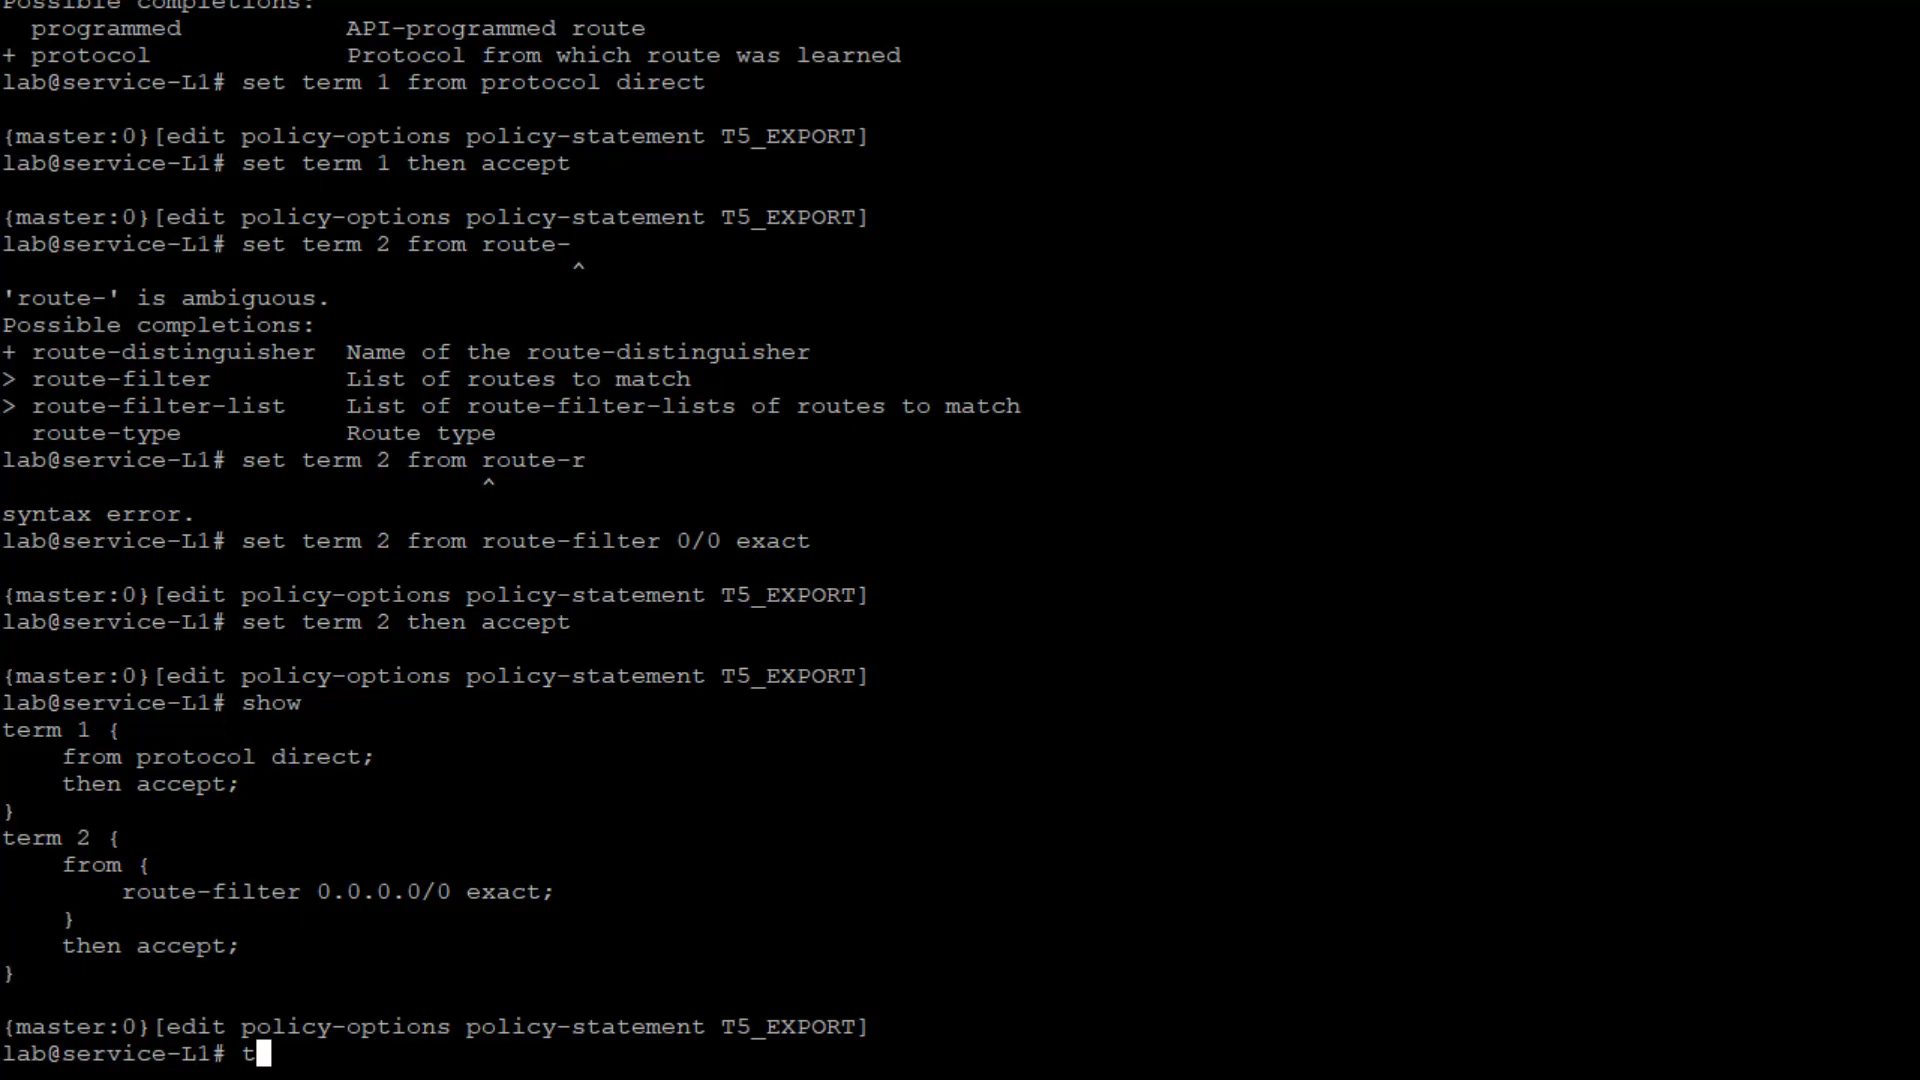 Possible completions:
  programmed           API-programmed route
+ protocol             Protocol from which route was learned
lab@service-L1# set term 1 from protocol direct
{master:0}[edit policy-options policy-statement T5_EXPORT]
lab@service-L1# set term 1 then accept
{master:0}[edit policy-options policy-statement T5_EXPORT]
lab@service-L1# set term 2 from route-
                                      ^
'route-' is ambiguous.
Possible completions:
+ route-distinguisher  Name of the route-distinguisher
> route-filter         List of routes to match
> route-filter-list    List of route-filter-lists of routes to match
  route-type           Route type
lab@service-L1# set term 2 from route-r
                                ^
syntax error.
lab@service-L1# set term 2 from route-filter 0/0 exact
{master:0}[edit policy-options policy-statement T5_EXPORT]
lab@service-L1# set term 2 then accept
{master:0}[edit policy-options policy-statement T5_EXPORT]
lab@service-L1# show
term 1 {
    from protocol direct;
    then accept;
}
term 2 {
    from {
        route-filter 0.0.0.0/0 exact;
    }
    then accept;
}
{master:0}[edit policy-options policy-statement T5_EXPORT]
lab@service-L1# t